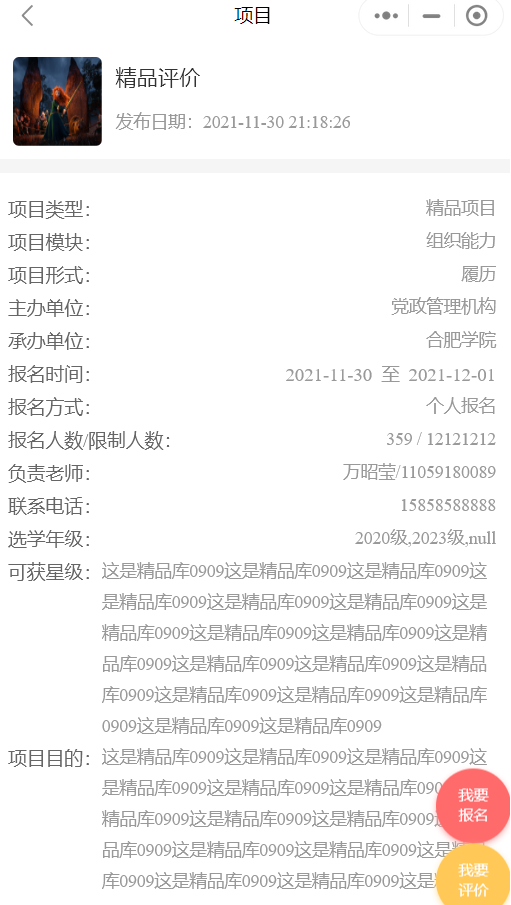 项目
精品评价
发布日期：2021-11-30 21:18:26
项目类型： 精品项目
项目模块： 组织能力
项目形式： 履历
主办单位： 党政管理机构
承办单位： 合肥学院
报名时间： 2021-11-30 至 2021-12-01
报名方式： 个人报名
报名人数/限制人数： 359 / 12121212
负责老师： 万昭莹/11059180089
联系电话： 15858588888
选学年级： 2020级,2023级,null
可获星级：这是精品库0909这是精品库0909这是精品库0909这
是精品库0909这是精品库0909这是精品库0909这是
精品库0909这是精品库0909这是精品库0909这是精
品库0909这是精品库0909这是精品库0909这是精品
库0909这是精品库0909这是精品库0909这是精品库
0909这是精品库0909这是精品库0909
项目目的：这是精品库0909这是精品库0909这是精品库0909这
是精品库0909这是精品库0909这是精品库090
精品库0909这是精品库0909这是精品库0909
品库0909这是精品库0909这是精品库0909这是
库0909这是精品库0909这是精品库0909这是
我要
报名
我要
评价